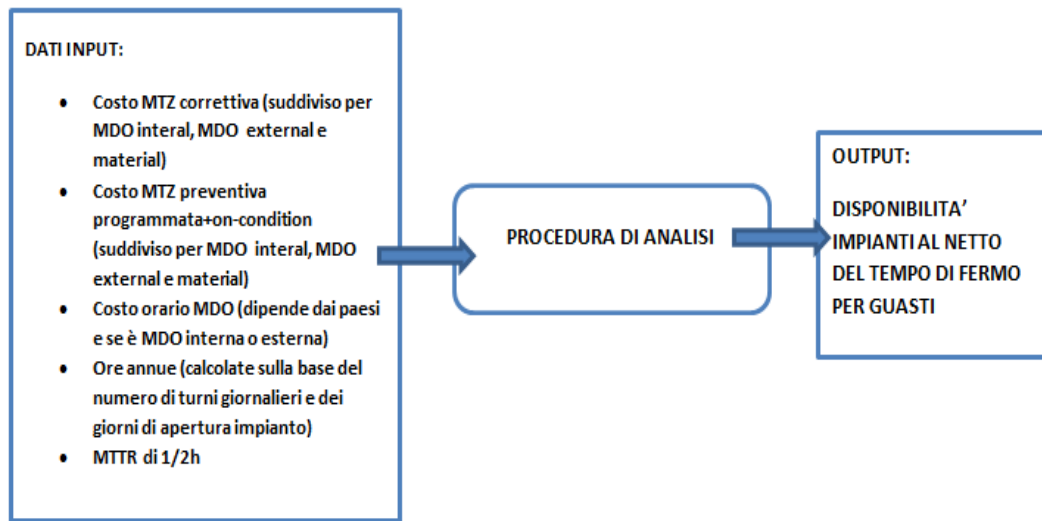 DATI INPUT:
• Costo MTZ correttiva (suddiviso per
MDO interal, MDO external e
material)
• Costo MTZ preventiva
programmata+on-condition
(suddiviso per MDO interal, MDO
external e material)
• Costo orario MDO (dipende dai paesi
e se è MDO interna o esterna)
• Ore annue (calcolate sulla base del
numero di turni giornalieri e dei
giorni di apertura impianto)
• MTTR di 1/2h
PROCEDURA DI ANALISI
OUTPUT:
DISPONIBILITA’
IMPIANTI AL NETTO
DEL TEMPO DI FERMO
PER GUASTI